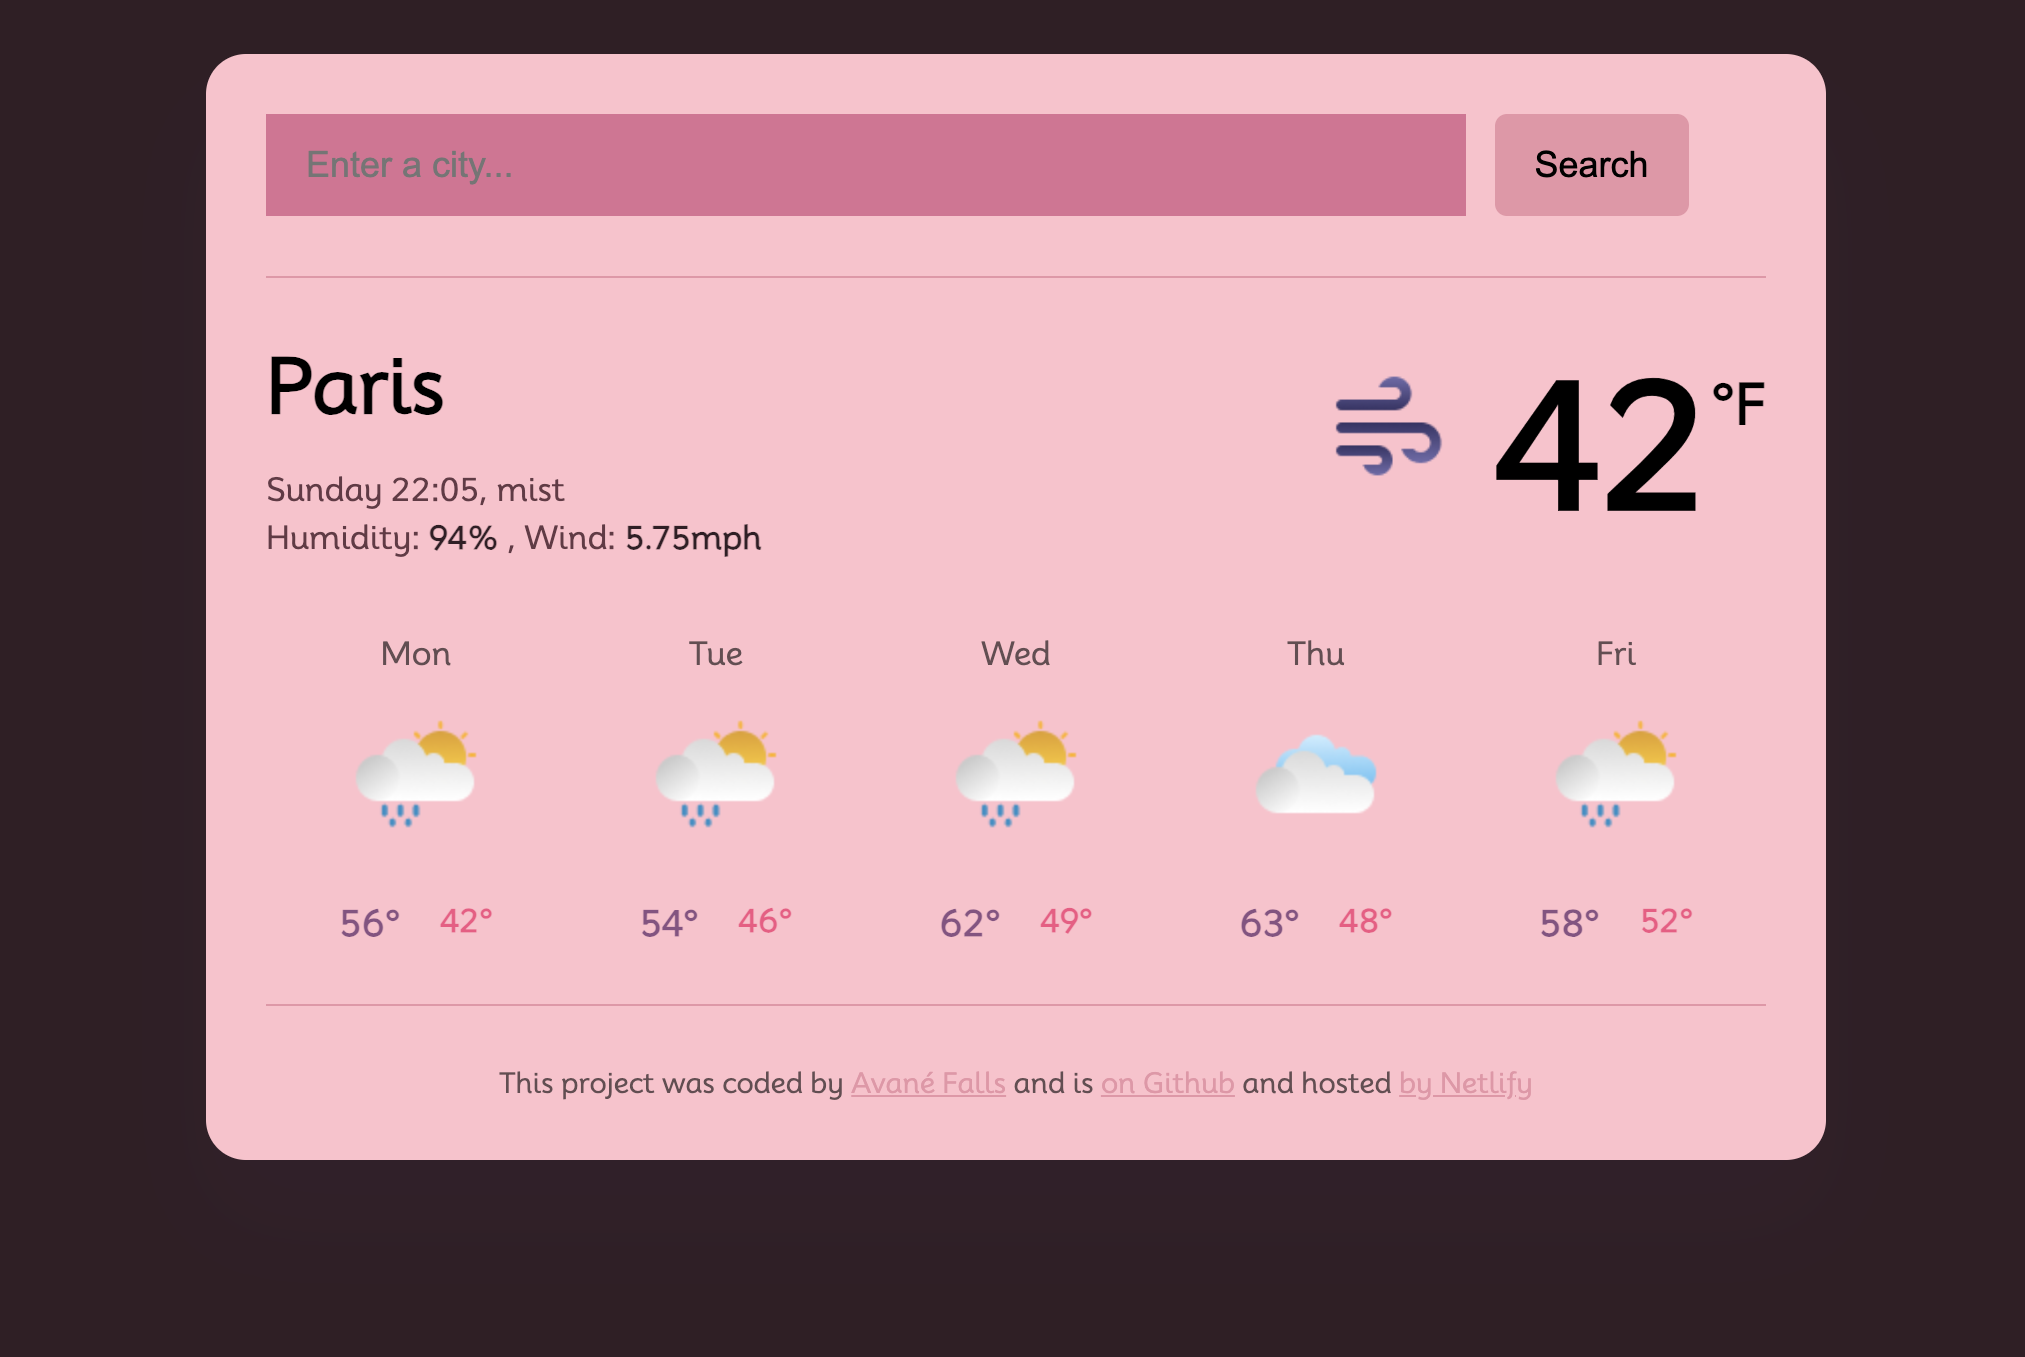 Enter a city...
Search
Paris
42 °F
Sunday 22:05, mist
Humidity: 94% , Wind: 5.75mph
Mon Tue Wed Thu Fri
56° 42° 54° 46° 62° 49° 63° 48° 58° 52°
This project was coded by Avané Falls and is on Github and hosted by Netlify